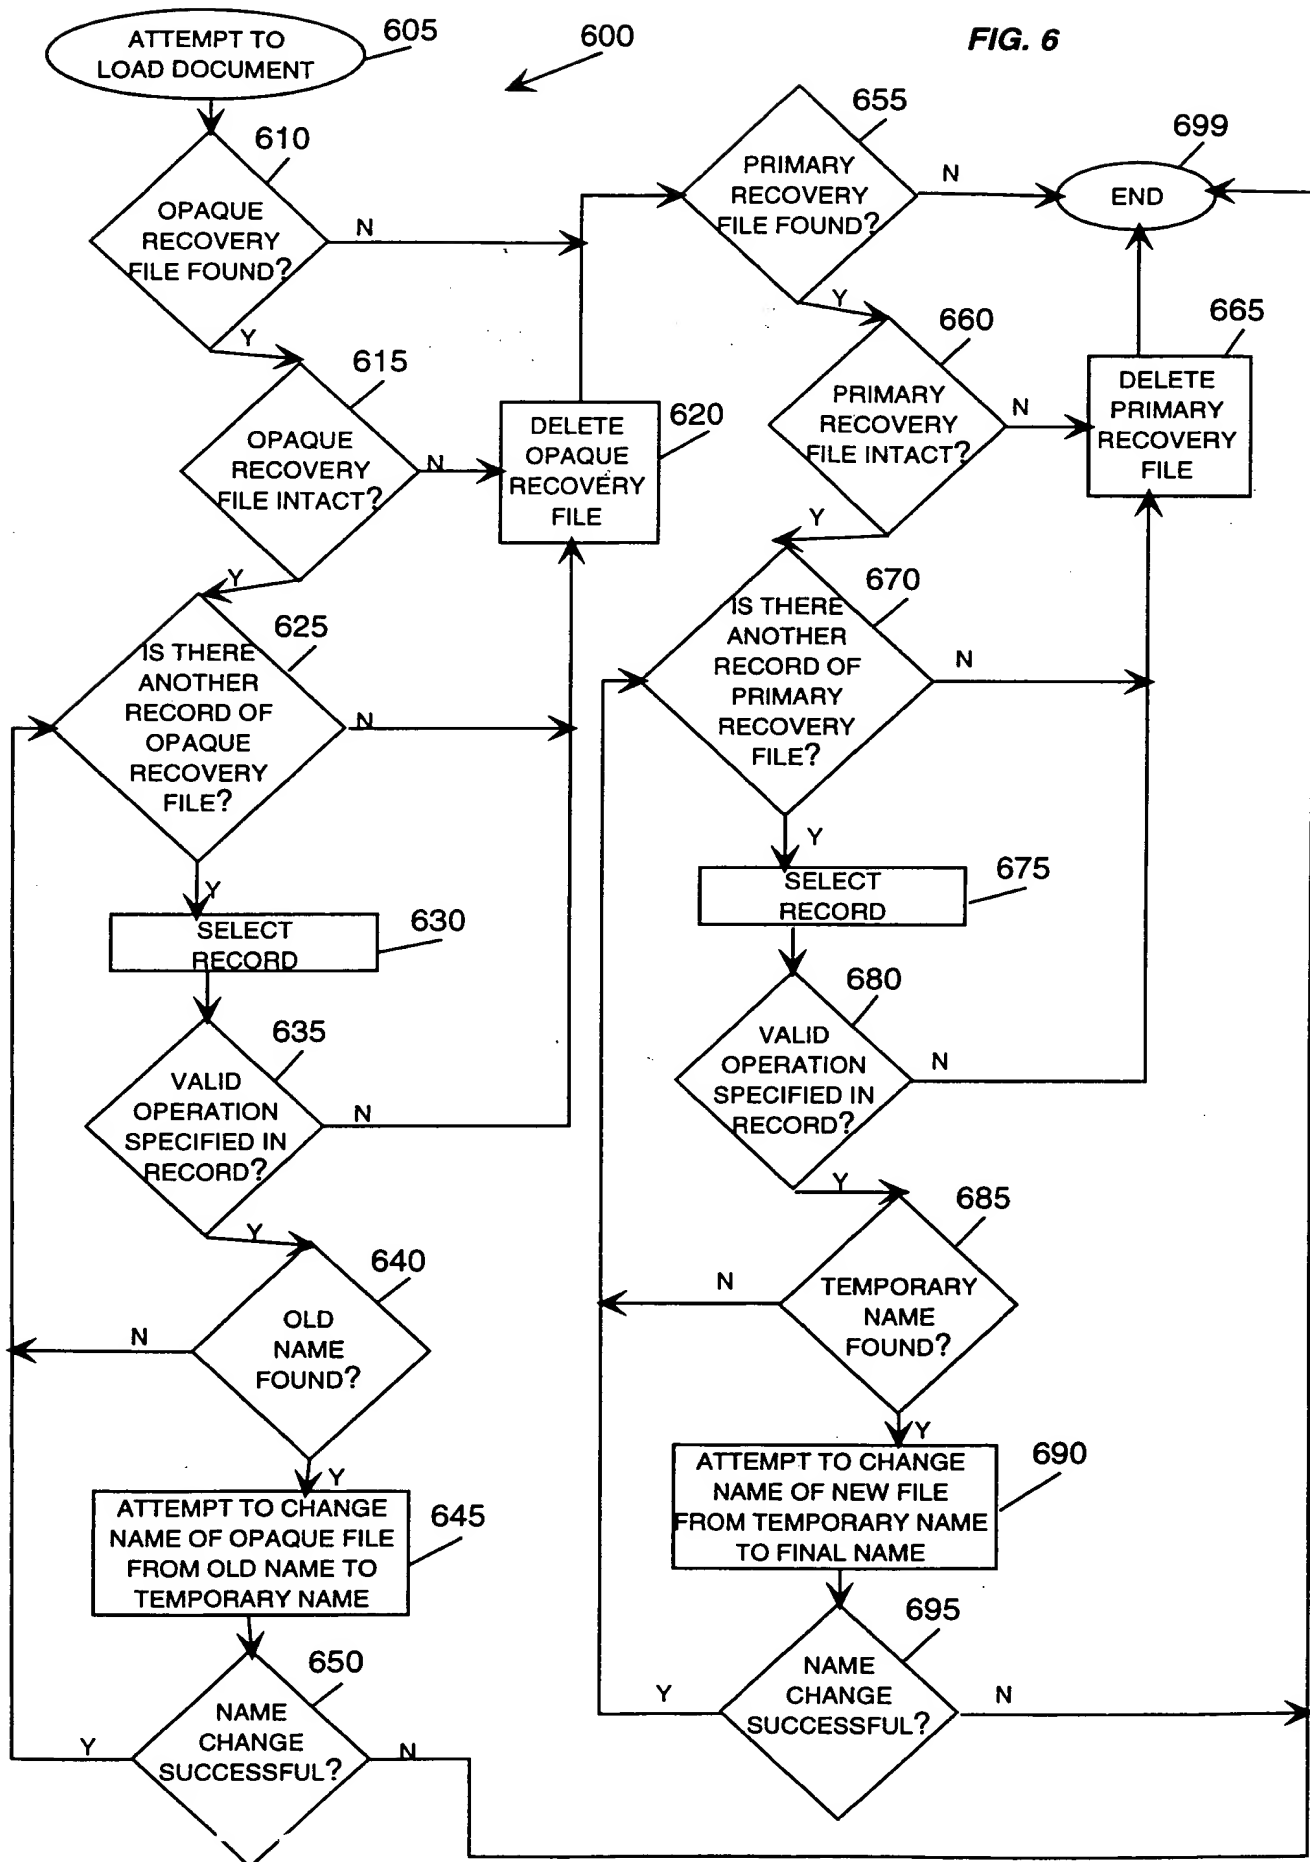 FIG. 6
600
605
ATTEMPT TO
LOAD DOCUMENT
610
OPAQUE
RECOVERY
FILE FOUND?
N
Y
615
OPAQUE
RECOVERY
FILE INTACT?
N
Y
620
DELETE
OPAQUE
RECOVERY
FILE
625
IS THERE
ANOTHER
RECORD OF
OPAQUE
RECOVERY
FILE?
N
Y
630
SELECT
RECORD
635
VALID
OPERATION
SPECIFIED IN
RECORD?
N
Y
640
OLD
NAME
FOUND?
N
Y
645
ATTEMPT TO CHANGE
NAME OF OPAQUE FILE
FROM OLD NAME TO
TEMPORARY NAME
650
NAME
CHANGE
SUCCESSFUL?
Y
N
655
PRIMARY
RECOVERY
FILE FOUND?
N
Y
699
END
660
PRIMARY
RECOVERY
FILE INTACT?
N
Y
665
DELETE
PRIMARY
RECOVERY
FILE
670
IS THERE
ANOTHER
RECORD OF
PRIMARY
RECOVERY
FILE?
N
Y
675
SELECT
RECORD
680
VALID
OPERATION
SPECIFIED IN
RECORD?
N
Y
685
TEMPORARY
NAME
FOUND?
N
Y
690
ATTEMPT TO CHANGE
NAME OF NEW FILE
FROM TEMPORARY NAME
TO FINAL NAME
695
NAME
CHANGE
SUCCESSFUL?
Y
N